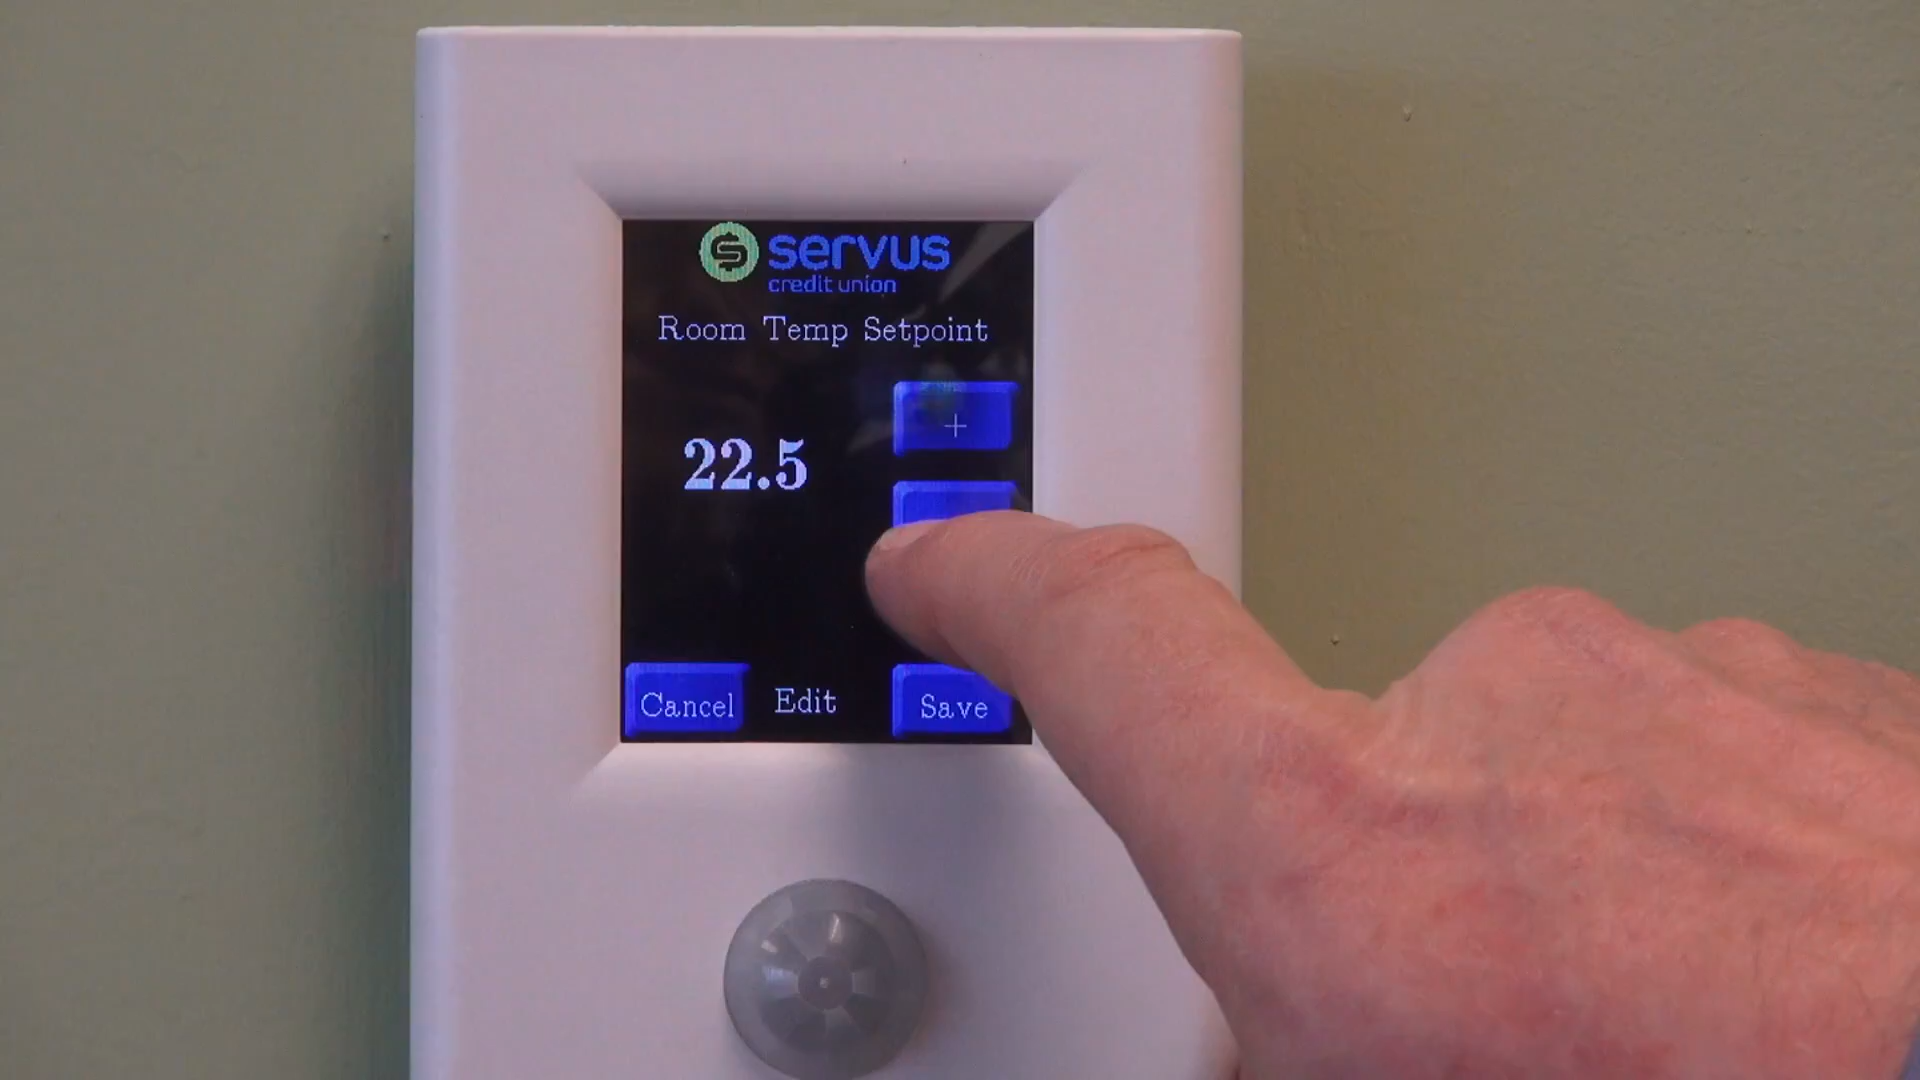 servus
credit union
Room Temp Setpoint
+
22.5
Cancel Edit Save